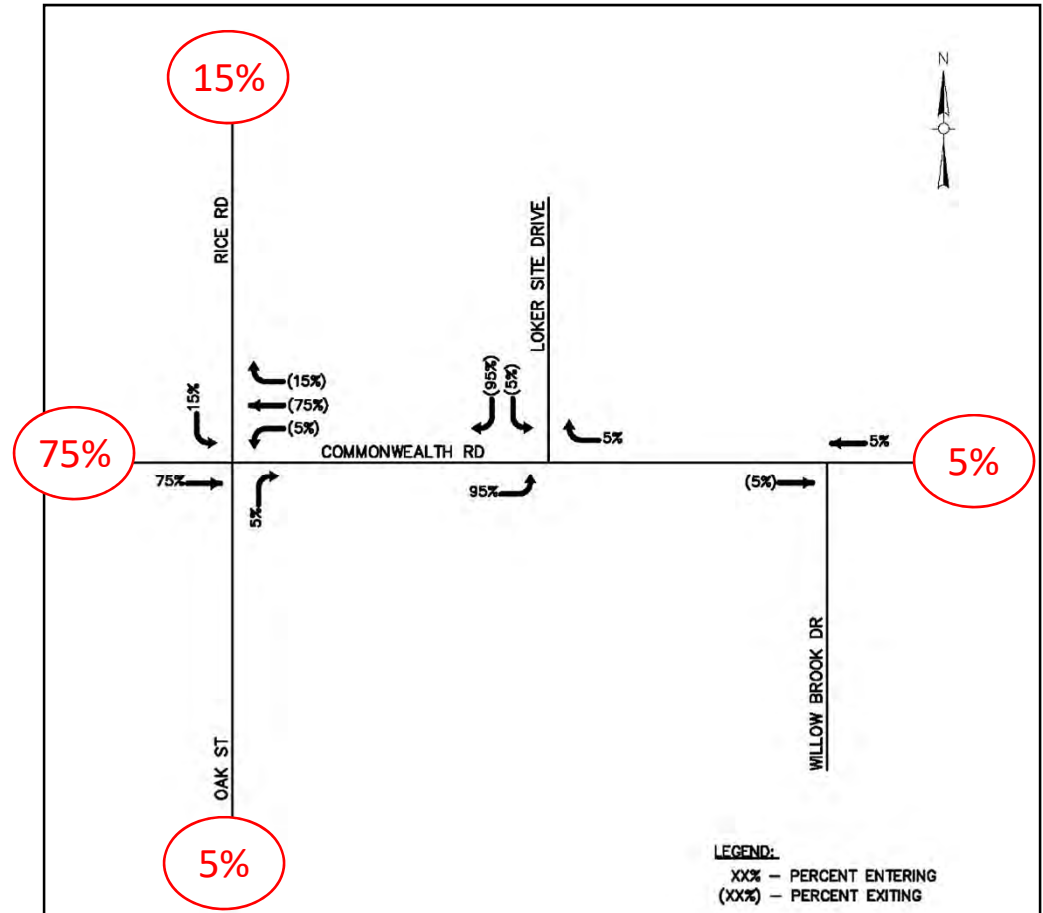 15%
N
RICE RD
LOKER SITE DRIVE
15%
(15%)
(75%)
(5%)
(95%)
(5%)
5%
5%
75%
COMMONWEALTH RD
5%
75%
5%
95%
(5%)
OAK ST
WILLOW BROOK DR
5%
LEGEND:
XX% – PERCENT ENTERING
(XX%) – PERCENT EXITING